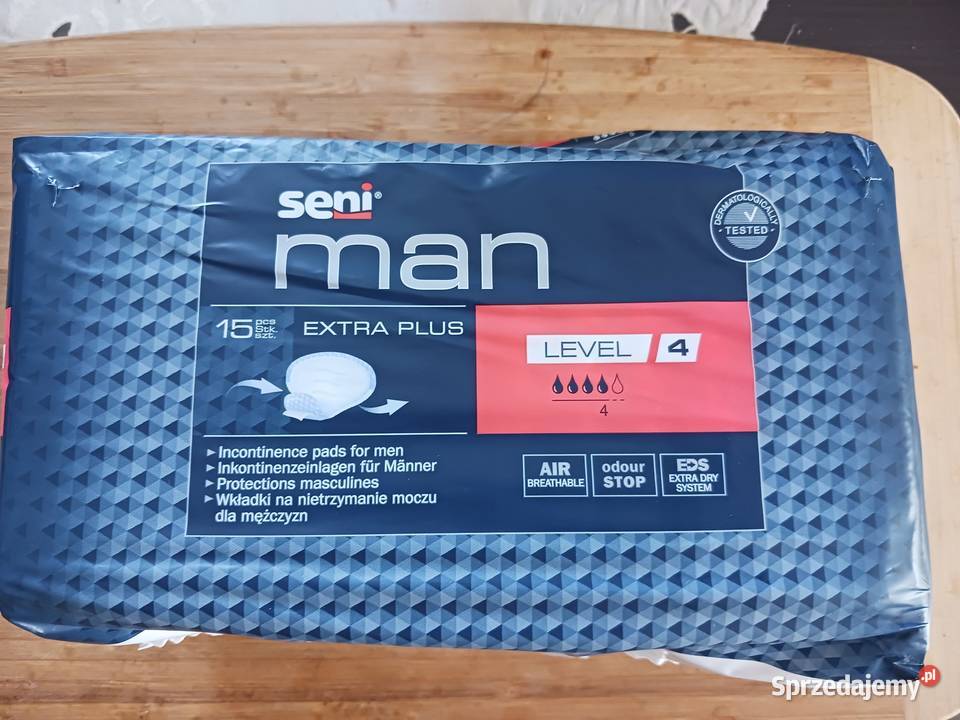 seni®
man
DERMATOLOGICALLY
TESTED
15 pcs
Stk.
szt.
EXTRA PLUS
LEVEL 4
4
▸Incontinence pads for men
▸Inkontinenzeinlagen für Männer
▸Protections masculines
▸Wkładki na nietrzymanie moczu
dla mężczyzn
AIR
BREATHABLE
odour
STOP
EDS
EXTRA DRY
SYSTEM
Sprzedajemy.pl